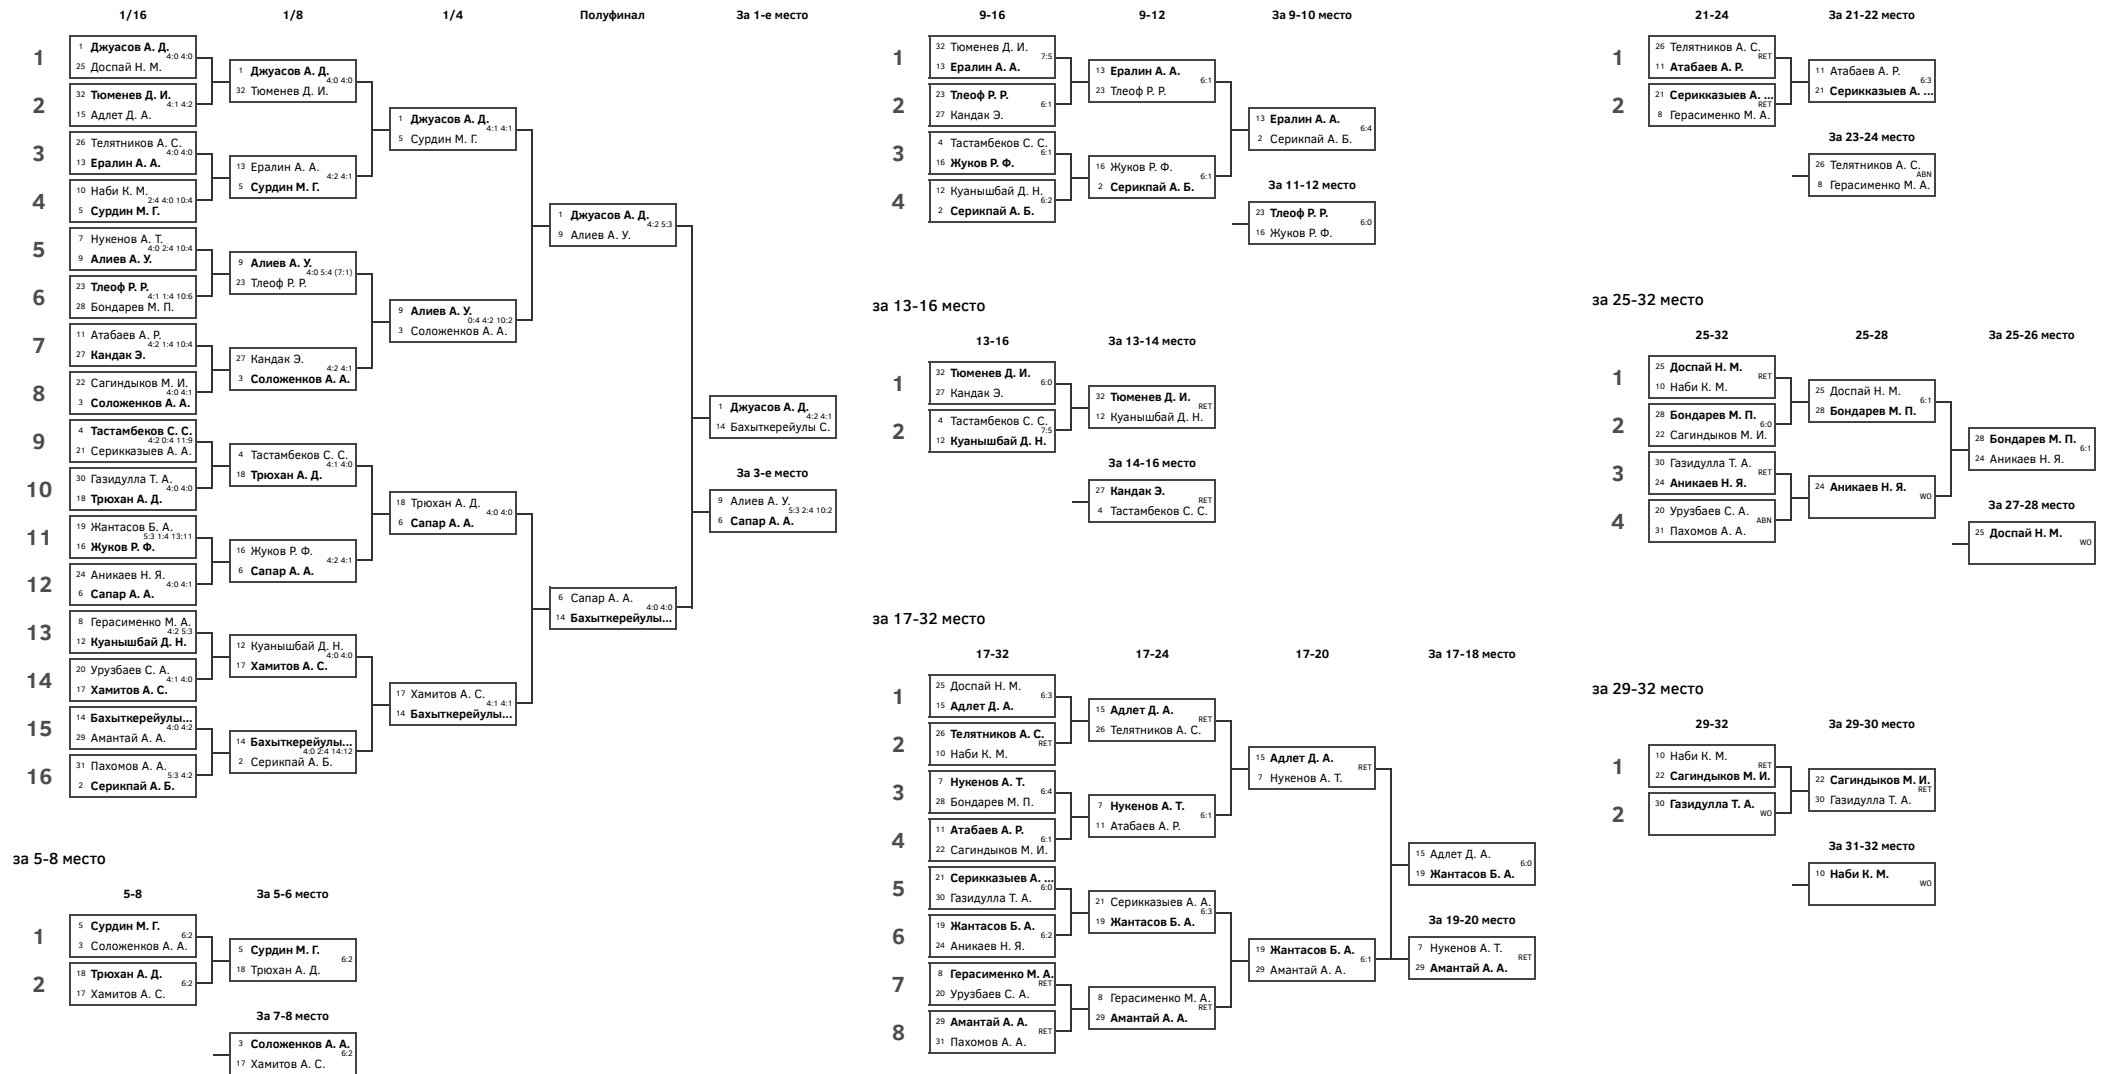 1/16
1/8
1/4
Полуфинал
За 1-е место
1
1 Джуасов А. Д.
4:0 4:0
25 Доспай Н. М.
2
32 Тюменев Д. И.
4:1 4:2
15 Адлет Д. А.
3
26 Телятников А. С.
4:0 4:0
13 Ералин А. А.
4
10 Наби К. М.
2:4 4:0 10:4
5 Сурдин М. Г.
5
7 Нукенов А. Т.
4:0 2:4 10:4
9 Алиев А. У.
6
23 Тлеоф Р. Р.
4:1 1:4 10:6
28 Бондарев М. П.
7
11 Атабаев А. Р.
4:2 1:4 10:4
27 Кандак Э.
8
22 Сагиндыков М. И.
4:0 4:1
3 Соложенков А. А.
9
4 Тастамбеков С. С.
4:2 0:4 11:9
21 Серикказыев А. А.
10
30 Газидулла Т. А.
4:0 4:0
18 Трюхан А. Д.
11
19 Жантасов Б. А.
5:3 1:4 13:11
16 Жуков Р. Ф.
12
24 Аникаев Н. Я.
4:0 4:1
6 Сапар А. А.
13
8 Герасименко М. А.
4:2 5:3
12 Куанышбай Д. Н.
14
20 Урузбаев С. А.
4:1 4:0
17 Хамитов А. С.
15
14 Бахыткерейулы...
4:0 4:2
29 Амантай А. А.
16
31 Пахомов А. А.
5:3 4:2
2 Серикпай А. Б.
1 Джуасов А. Д.
4:0 4:0
32 Тюменев Д. И.
13 Ералин А. А.
4:2 4:1
5 Сурдин М. Г.
9 Алиев А. У.
4:0 5:4 (7:1)
23 Тлеоф Р. Р.
27 Кандак Э.
4:2 4:1
3 Соложенков А. А.
4 Тастамбеков С. С.
4:1 4:0
18 Трюхан А. Д.
16 Жуков Р. Ф.
4:2 4:1
6 Сапар А. А.
12 Куанышбай Д. Н.
4:0 4:0
17 Хамитов А. С.
14 Бахыткерейулы...
4:0 2:4 14:12
2 Серикпай А. Б.
1 Джуасов А. Д.
4:1 4:1
5 Сурдин М. Г.
9 Алиев А. У.
0:4 4:2 10:2
3 Соложенков А. А.
18 Трюхан А. Д.
4:0 4:0
6 Сапар А. А.
17 Хамитов А. С.
4:1 4:1
14 Бахыткерейулы...
1 Джуасов А. Д.
4:2 5:3
9 Алиев А. У.
6 Сапар А. А.
4:0 4:0
14 Бахыткерейулы...
1 Джуасов А. Д.
4:2 4:1
14 Бахыткерейулы С.
За 3-е место
9 Алиев А. У.
5:3 2:4 10:2
6 Сапар А. А.
за 5-8 место
5-8
За 5-6 место
1
5 Сурдин М. Г.
6:2
3 Соложенков А. А.
2
18 Трюхан А. Д.
6:2
17 Хамитов А. С.
5 Сурдин М. Г.
6:2
18 Трюхан А. Д.
За 7-8 место
3 Соложенков А. А.
6:2
17 Хамитов А. С.
9-16
9-12
За 9-10 место
1
32 Тюменев Д. И.
7:5
13 Ералин А. А.
2
23 Тлеоф Р. Р.
6:1
27 Кандак Э.
3
4 Тастамбеков С. С.
6:1
16 Жуков Р. Ф.
4
12 Куанышбай Д. Н.
6:2
2 Серикпай А. Б.
13 Ералин А. А.
6:1
23 Тлеоф Р. Р.
16 Жуков Р. Ф.
6:1
2 Серикпай А. Б.
13 Ералин А. А.
6:4
2 Серикпай А. Б.
За 11-12 место
23 Тлеоф Р. Р.
6:0
16 Жуков Р. Ф.
за 13-16 место
13-16
За 13-14 место
1
32 Тюменев Д. И.
6:0
27 Кандак Э.
2
4 Тастамбеков С. С.
7:5
12 Куанышбай Д. Н.
32 Тюменев Д. И.
RET
12 Куанышбай Д. Н.
За 14-16 место
27 Кандак Э.
RET
4 Тастамбеков С. С.
за 17-32 место
17-32
17-24
17-20
За 17-18 место
1
25 Доспай Н. М.
6:3
15 Адлет Д. А.
2
26 Телятников А. С.
RET
10 Наби К. М.
3
7 Нукенов А. Т.
6:4
28 Бондарев М. П.
4
11 Атабаев А. Р.
6:1
22 Сагиндыков М. И.
5
21 Серикказыев А. ...
6:0
30 Газидулла Т. А.
6
19 Жантасов Б. А.
6:2
24 Аникаев Н. Я.
7
8 Герасименко М. А.
RET
20 Урузбаев С. А.
8
29 Амантай А. А.
RET
31 Пахомов А. А.
15 Адлет Д. А.
RET
26 Телятников А. С.
7 Нукенов А. Т.
6:1
11 Атабаев А. Р.
21 Серикказыев А. А.
6:3
19 Жантасов Б. А.
8 Герасименко М. А.
RET
29 Амантай А. А.
15 Адлет Д. А.
RET
7 Нукенов А. Т.
19 Жантасов Б. А.
6:1
29 Амантай А. А.
15 Адлет Д. А.
6:0
19 Жантасов Б. А.
За 19-20 место
7 Нукенов А. Т.
RET
29 Амантай А. А.
21-24
За 21-22 место
1
26 Телятников А. С.
RET
11 Атабаев А. Р.
2
21 Серикказыев А. ...
RET
8 Герасименко М. А.
11 Атабаев А. Р.
6:3
21 Серикказыев А. ...
За 23-24 место
26 Телятников А. С.
ABN
8 Герасименко М. А.
за 25-32 место
25-32
25-28
За 25-26 место
1
25 Доспай Н. М.
RET
10 Наби К. М.
2
28 Бондарев М. П.
6:0
22 Сагиндыков М. И.
3
30 Газидулла Т. А.
RET
24 Аникаев Н. Я.
4
20 Урузбаев С. А.
ABN
31 Пахомов А. А.
25 Доспай Н. М.
6:1
28 Бондарев М. П.
24 Аникаев Н. Я.
WO
28 Бондарев М. П.
6:1
24 Аникаев Н. Я.
За 27-28 место
25 Доспай Н. М.
WO
за 29-32 место
29-32
За 29-30 место
1
10 Наби К. М.
RET
22 Сагиндыков М. И.
2
30 Газидулла Т. А.
WO
22 Сагиндыков М. И.
RET
30 Газидулла Т. А.
За 31-32 место
10 Наби К. М.
WO